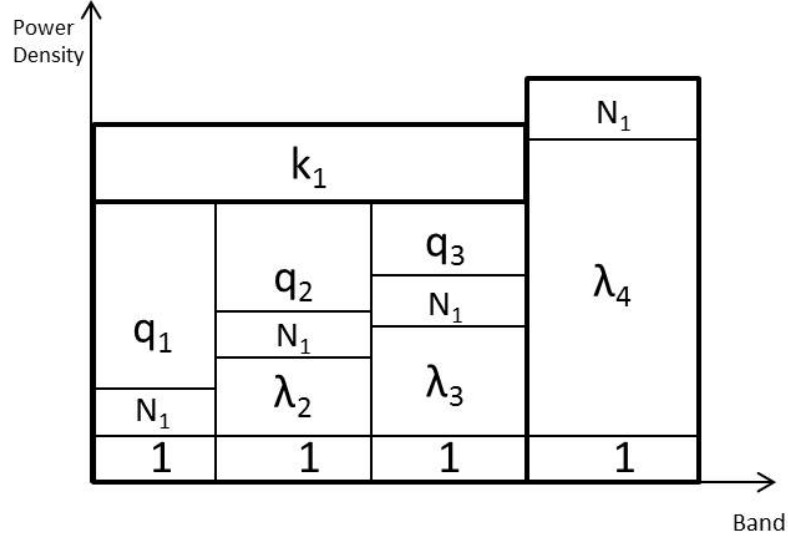 Power
Density
N₁
k₁
q₃
q₂
λ₄
N₁
q₁
N₁
λ₃
λ₂
N₁
1 1 1 1
Band